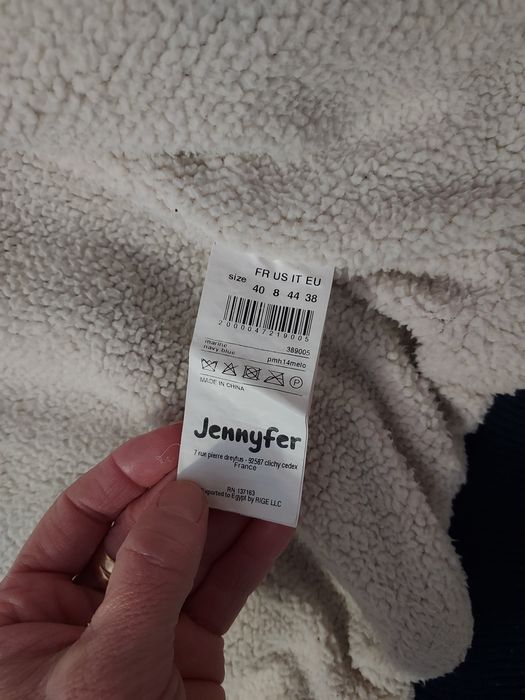 FR US IT EU
size 40 8 44 38
2000047219005
marine 389005
navy blue pmh14melo
P
MADE IN CHINA
Jennyfer
7 rue pierre dreyfus - 92587 clichy cedex
France
RN 137163
exported to Egypt by RIGE LLC